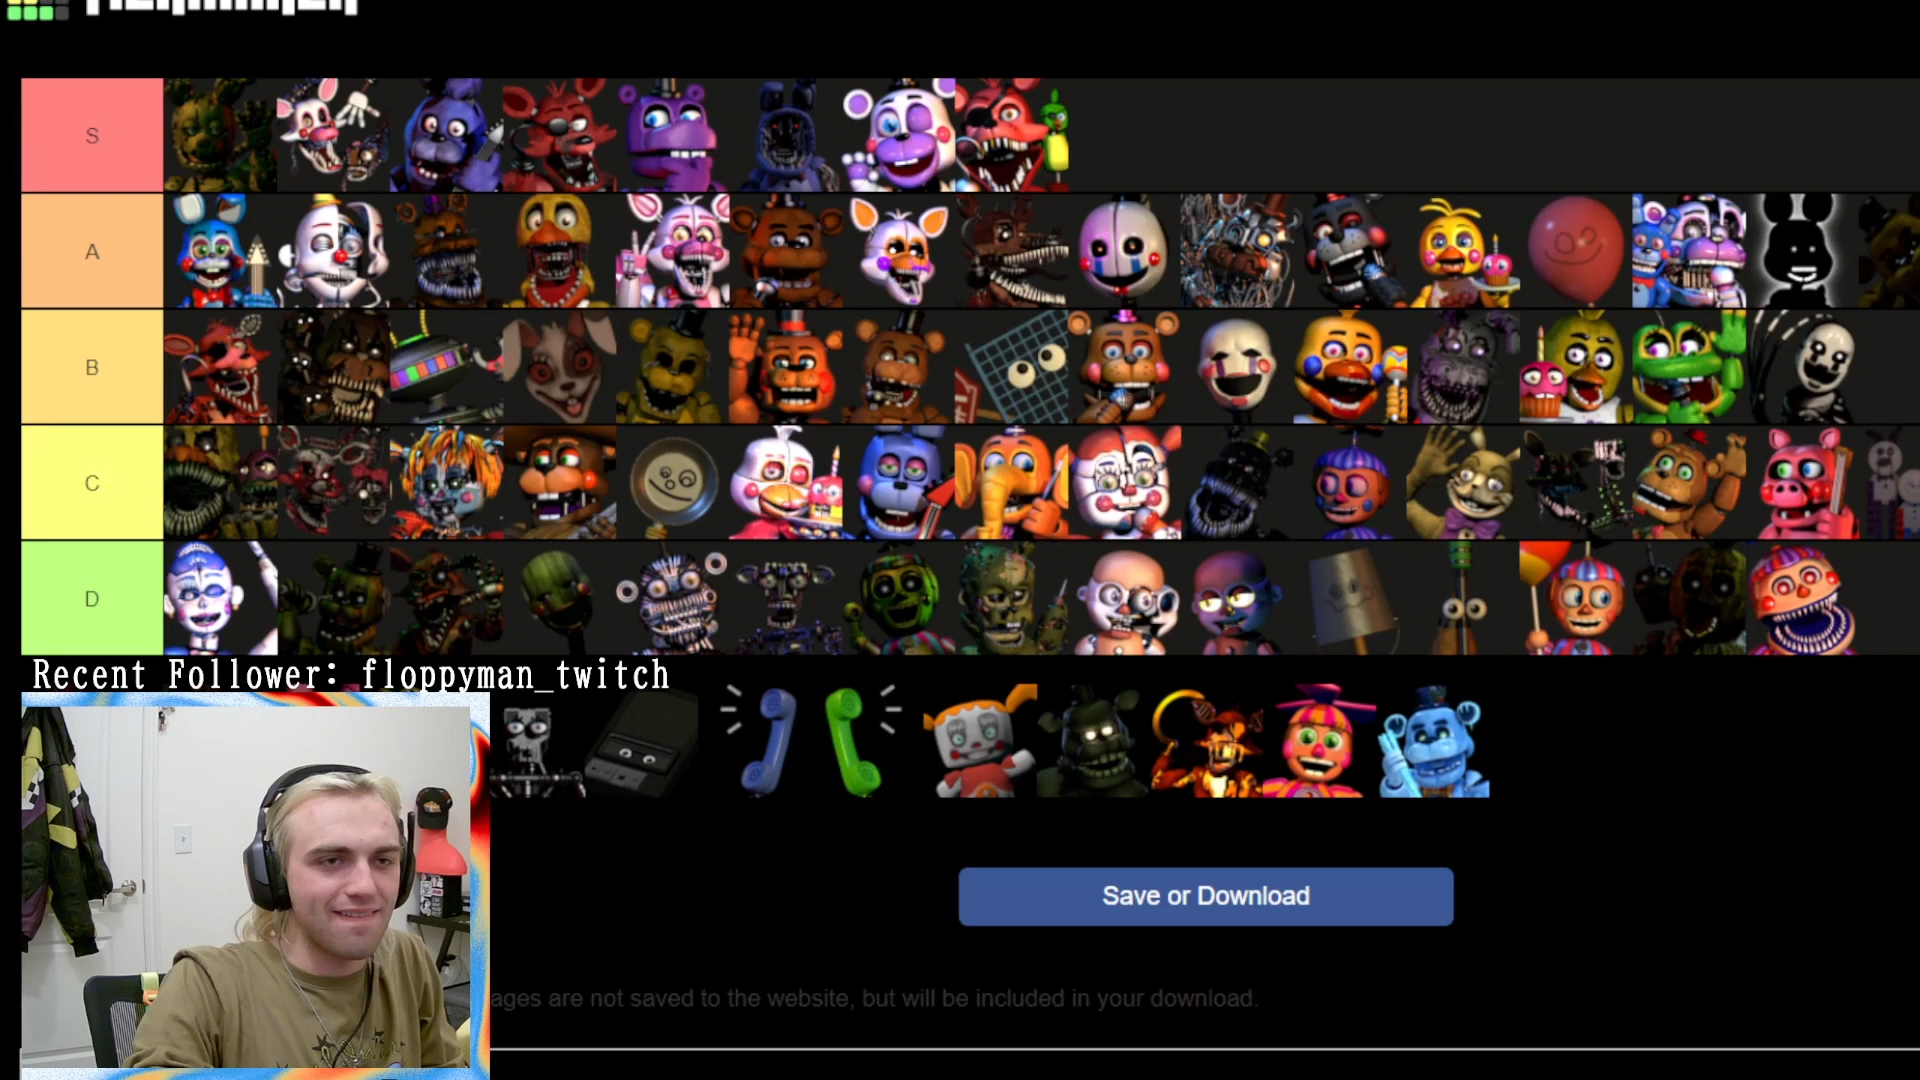 S
A
B
C
D
Recent Follower: floppyman_twitch
Save or Download
ages are not saved to the website, but will be included in your download.